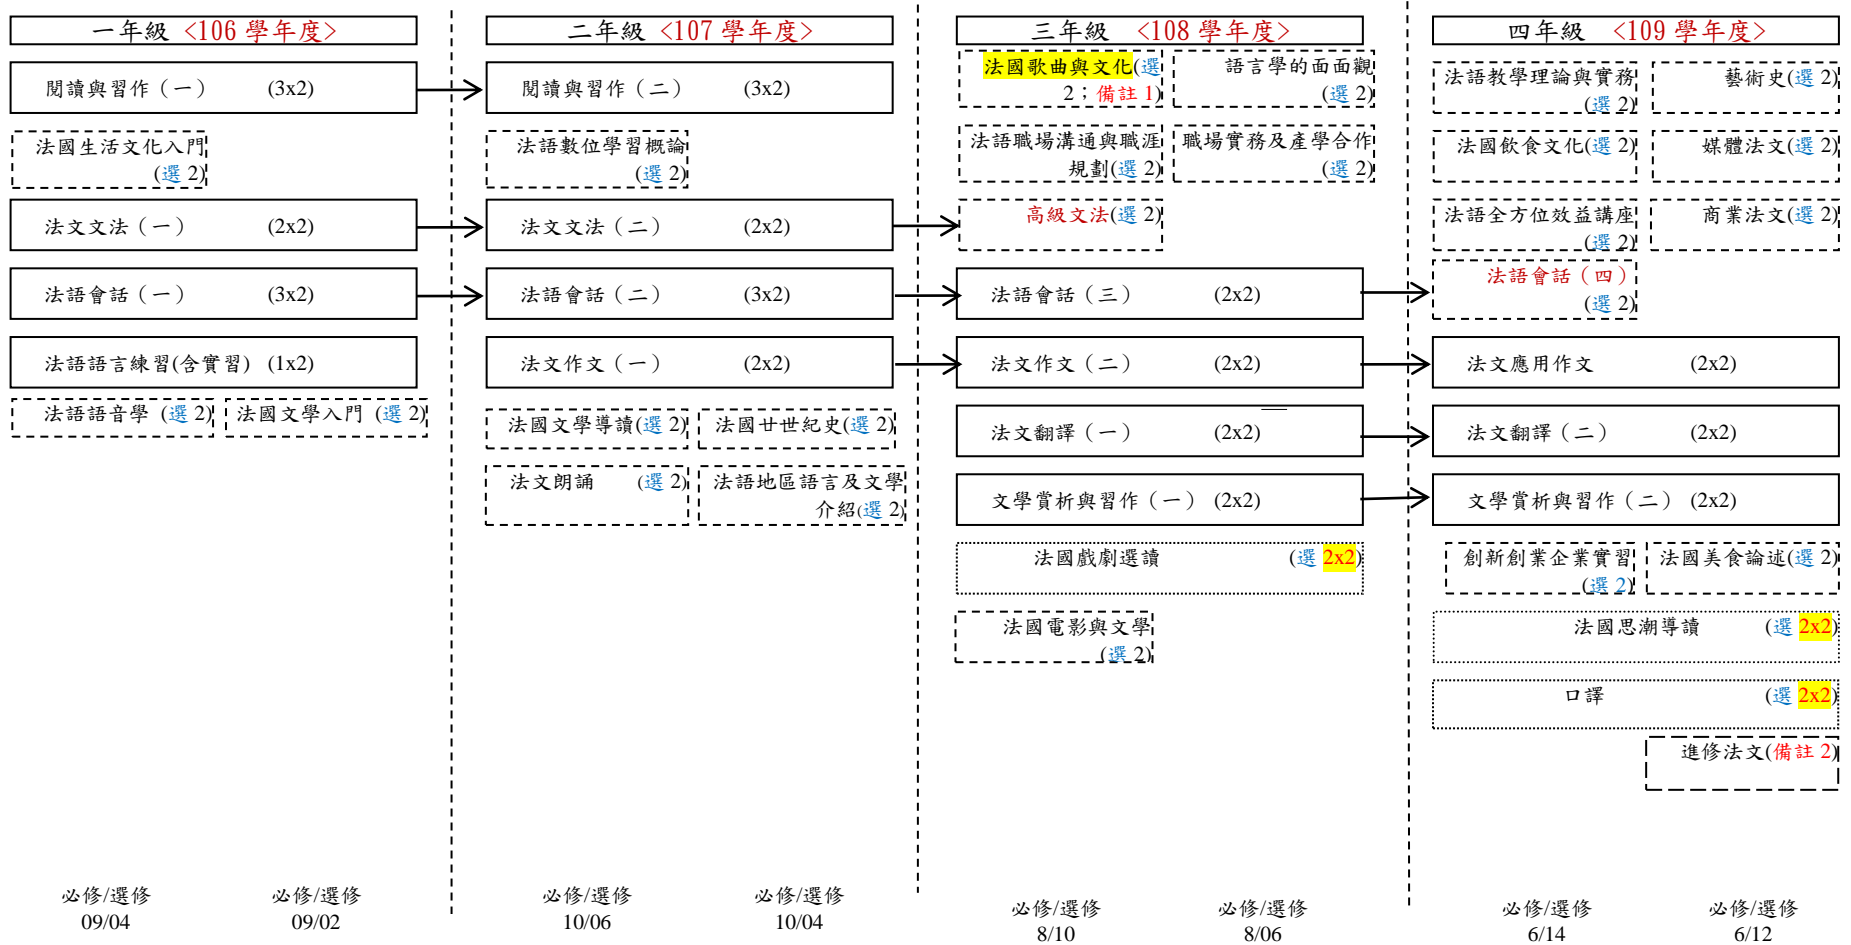 一年級 <106 學年度>
閱讀與習作（一） (3x2)
法國生活文化入門
(選 2)
法文文法（一） (2x2)
法語會話（一） (3x2)
法語語言練習(含實習) (1x2)
法語語音學 (選 2)
法國文學入門 (選 2)
必修/選修
09/04
必修/選修
09/02
二年級 <107 學年度>
閱讀與習作（二） (3x2)
法語數位學習概論
(選 2)
法文文法（二） (2x2)
法語會話（二） (3x2)
法文作文（一） (2x2)
法國文學導讀(選 2)
法國廿世紀史(選 2)
法文朗誦 (選 2)
法語地區語言及文學
介紹(選 2)
必修/選修
10/06
必修/選修
10/04
三年級 <108 學年度>
法國歌曲與文化(選
2；備註 1)
語言學的面面觀
(選 2)
法語職場溝通與職涯
規劃(選 2)
職場實務及產學合作
(選 2)
高級文法(選 2)
法語會話（三） (2x2)
法文作文（二） (2x2)
法文翻譯（一） (2x2)
文學賞析與習作（一） (2x2)
法國戲劇選讀 (選 2x2)
法國電影與文學
(選 2)
必修/選修
8/10
必修/選修
8/06
四年級 <109 學年度>
法語教學理論與實務
(選 2)
藝術史(選 2)
法國飲食文化(選 2)
媒體法文(選 2)
法語全方位效益講座
(選 2)
商業法文(選 2)
法語會話（四）
(選 2)
法文應用作文 (2x2)
法文翻譯（二） (2x2)
文學賞析與習作（二） (2x2)
創新創業企業實習
(選 2)
法國美食論述(選 2)
法國思潮導讀 (選 2x2)
口譯 (選 2x2)
進修法文(備註 2)
必修/選修
6/14
必修/選修
6/12